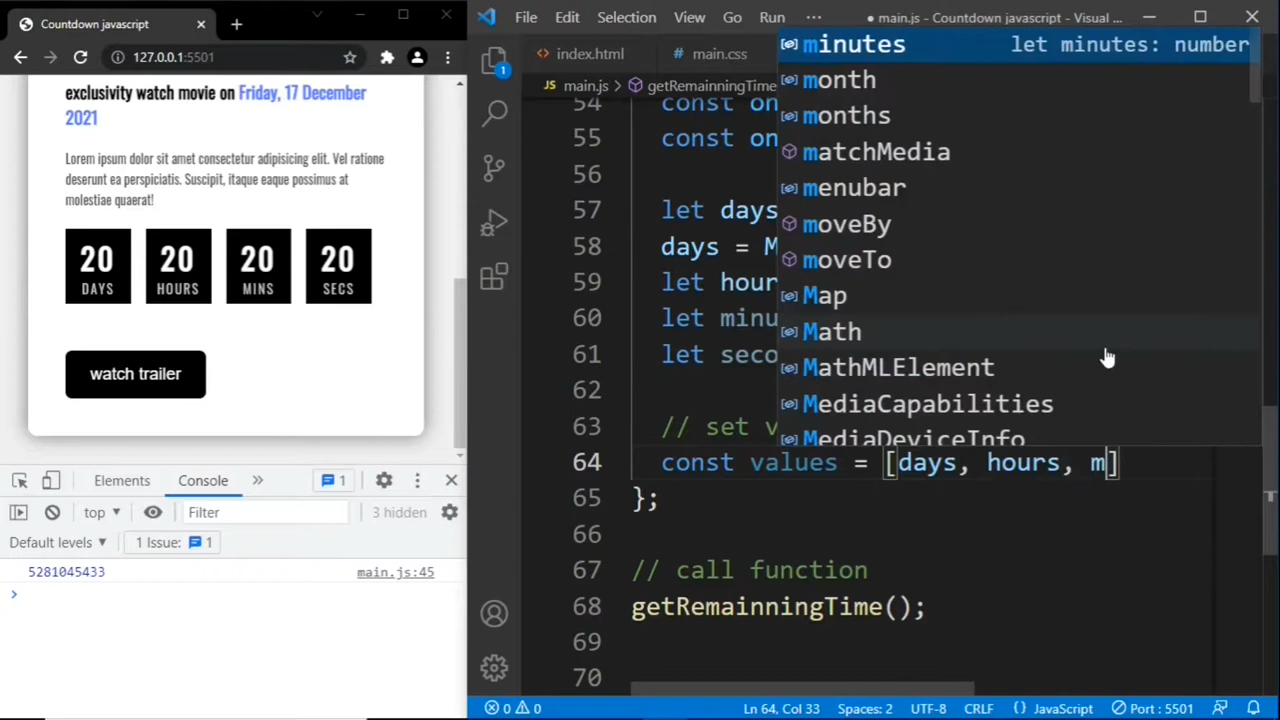 Countdown javascript
127.0.0.1:5501
exclusivity watch movie on Friday, 17 December
2021
Lorem ipsum dolor sit amet consectetur adipisicing elit. Vel ratione
deserunt ea perspiciatis. Suscipit, itaque eaque possimus at
molestiae quaerat!
20 20 20 20
DAYS HOURS MINS SECS
watch trailer
Elements Console 1
top Filter 3 hidden
Default levels 1 Issue: 1
5281045433 main.js:45
File Edit Selection View Go Run ··· ● main.js - Countdown javascript - Visual ...
1
index.html main.css
JS main.js > getRemainningTime
minutes let minutes: number
month
months
matchMedia
menubar
moveBy
moveTo
Map
Math
MathMLElement
MediaCapabilities
MediaDeviceInfo
54 const on
55 const on
56
57 let days
58 days = M
59 let hour
60 let minu
61 let seco
62
63 // set v
64 const values = [days, hours, m]
65 };
66
67 // call function
68 getRemainningTime();
69
70
0 0 Ln 64, Col 33 Spaces: 2 UTF-8 CRLF {} JavaScript Port : 5501